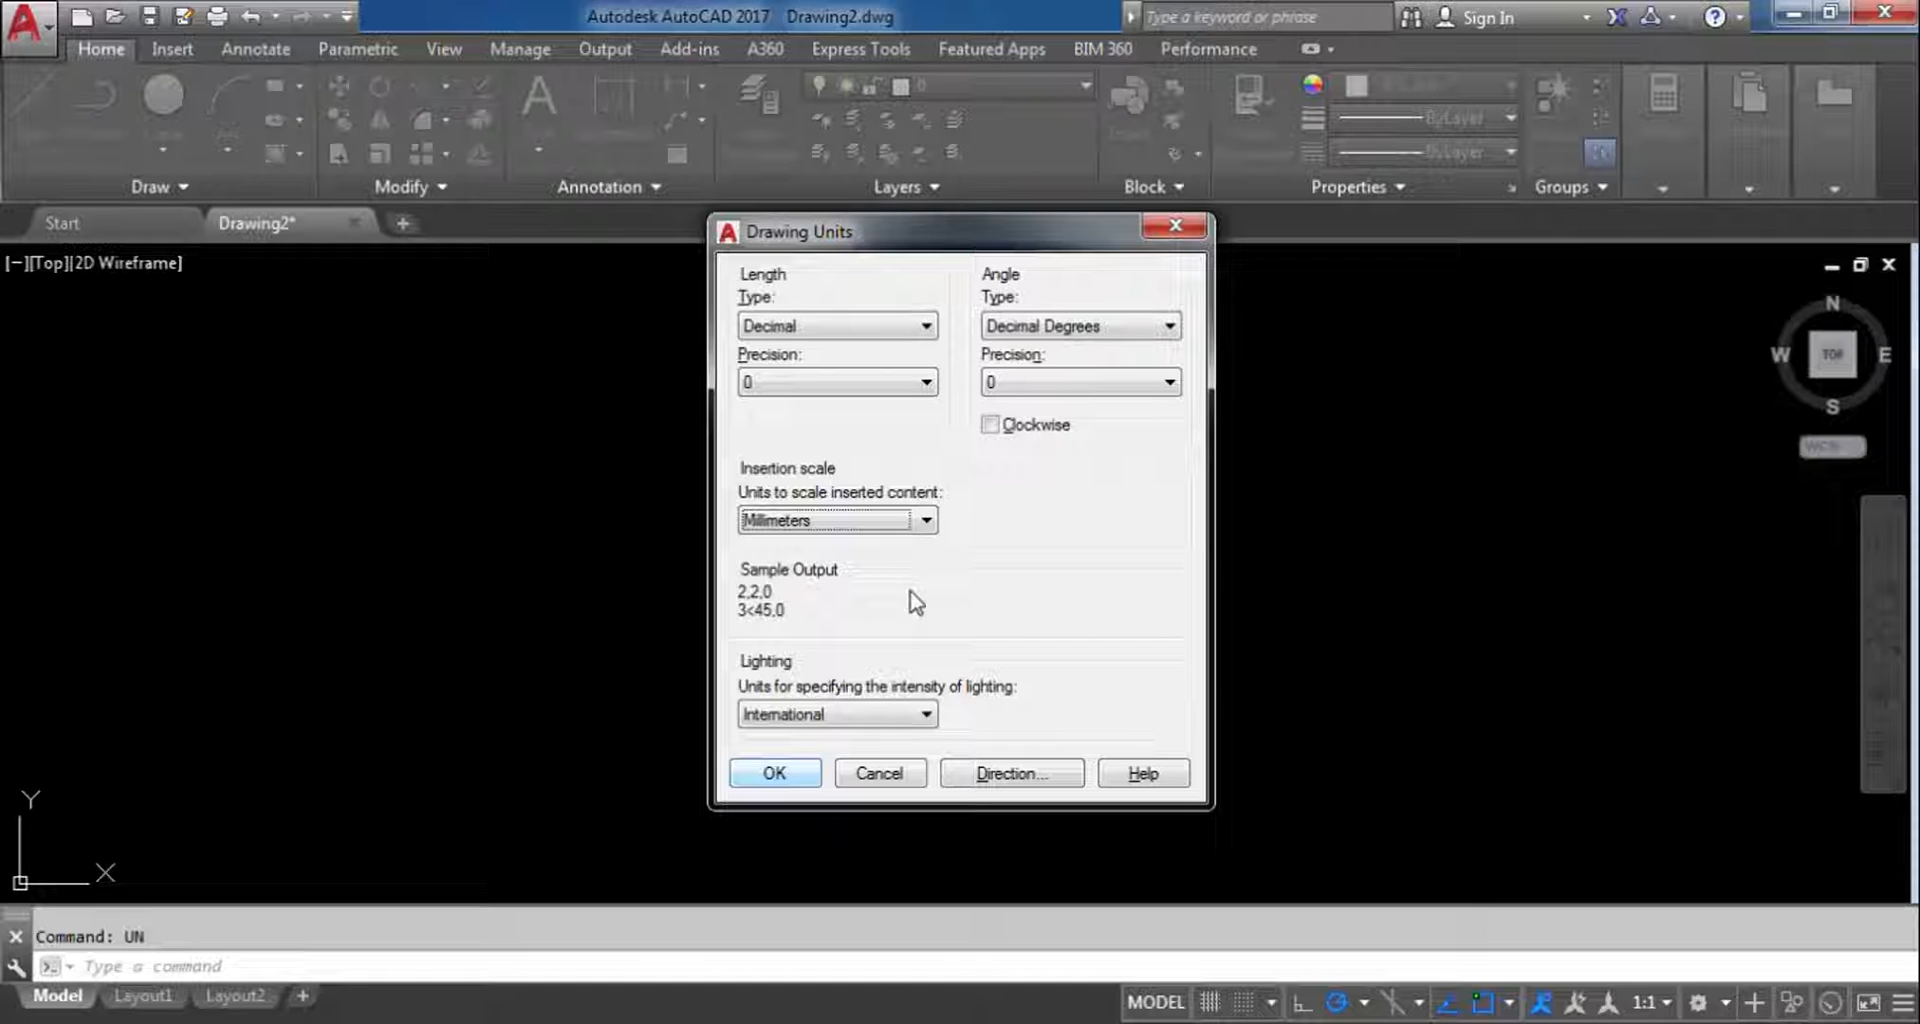 Autodesk AutoCAD 2017 Drawing2.dwg
Type a keyword or phrase
Sign In
Home Insert Annotate Parametric View Manage Output Add-ins A360 Express Tools Featured Apps BIM 360 Performance
0
ByLayer
ByLayer
Draw Modify Annotation Layers Block Properties Groups
Start Drawing2*
[−][Top][2D Wireframe]
Drawing Units
Length
Type:
Decimal
Precision:
0
Angle
Type:
Decimal Degrees
Precision:
0
Clockwise
Insertion scale
Units to scale inserted content:
Millimeters
Sample Output
2,2,0
3<45,0
Lighting
Units for specifying the intensity of lighting:
International
OK Cancel Direction... Help
N
W TOP E
S
WCS
Y
X
Command: UN
Type a command
Model Layout1 Layout2
MODEL 1:1